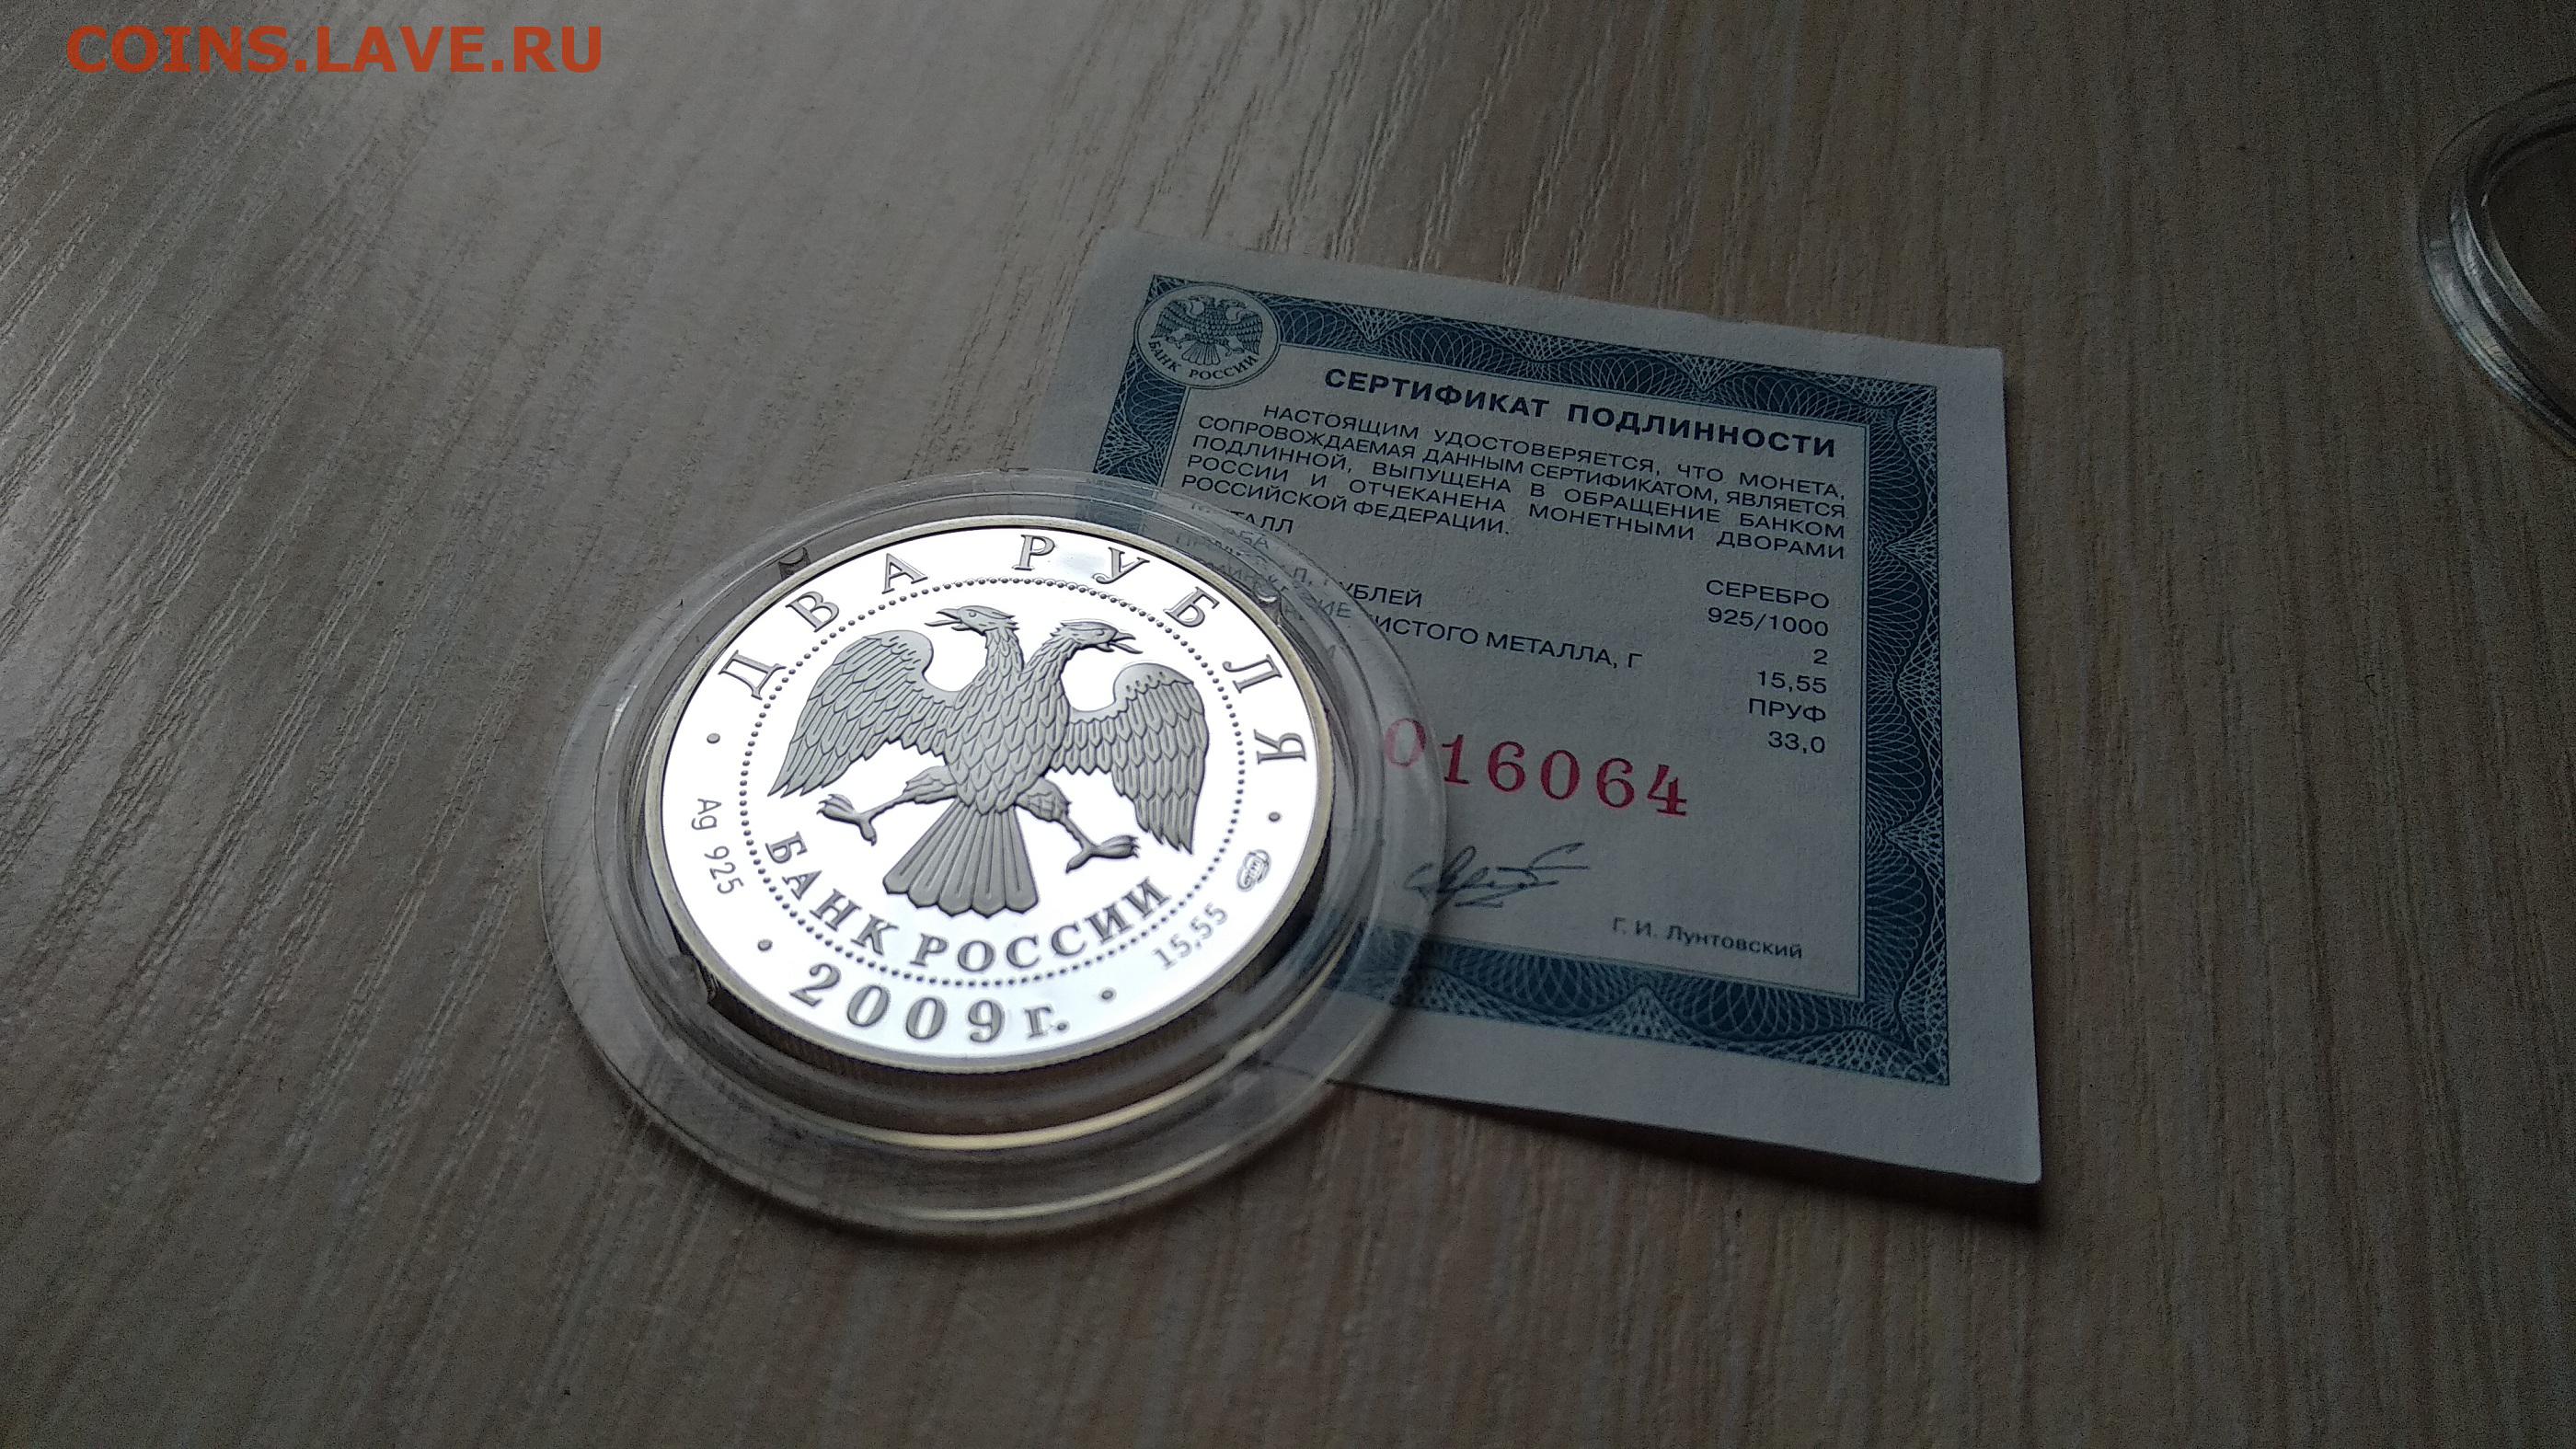 COINS.LAVE.RU
БАНК РОССИИ
СЕРТИФИКАТ ПОДЛИННОСТИ
НАСТОЯЩИМ УДОСТОВЕРЯЕТСЯ, ЧТО МОНЕТА,
СОПРОВОЖДАЕМАЯ ДАННЫМ СЕРТИФИКАТОМ, ЯВЛЯЕТСЯ
ПОДЛИННОЙ, ВЫПУЩЕНА В ОБРАЩЕНИЕ БАНКОМ
РОССИИ И ОТЧЕКАНЕНА МОНЕТНЫМИ ДВОРАМИ
РОССИЙСКОЙ ФЕДЕРАЦИИ.
СЕРЕБРО
925/1000
2
МЕТАЛЛА, Г 15,55
ПРУФ
33,0
016064
Г. И. Лунтовский
ДВА РУБЛЯ
БАНК РОССИИ
Ag 925
15,55
2009 г.